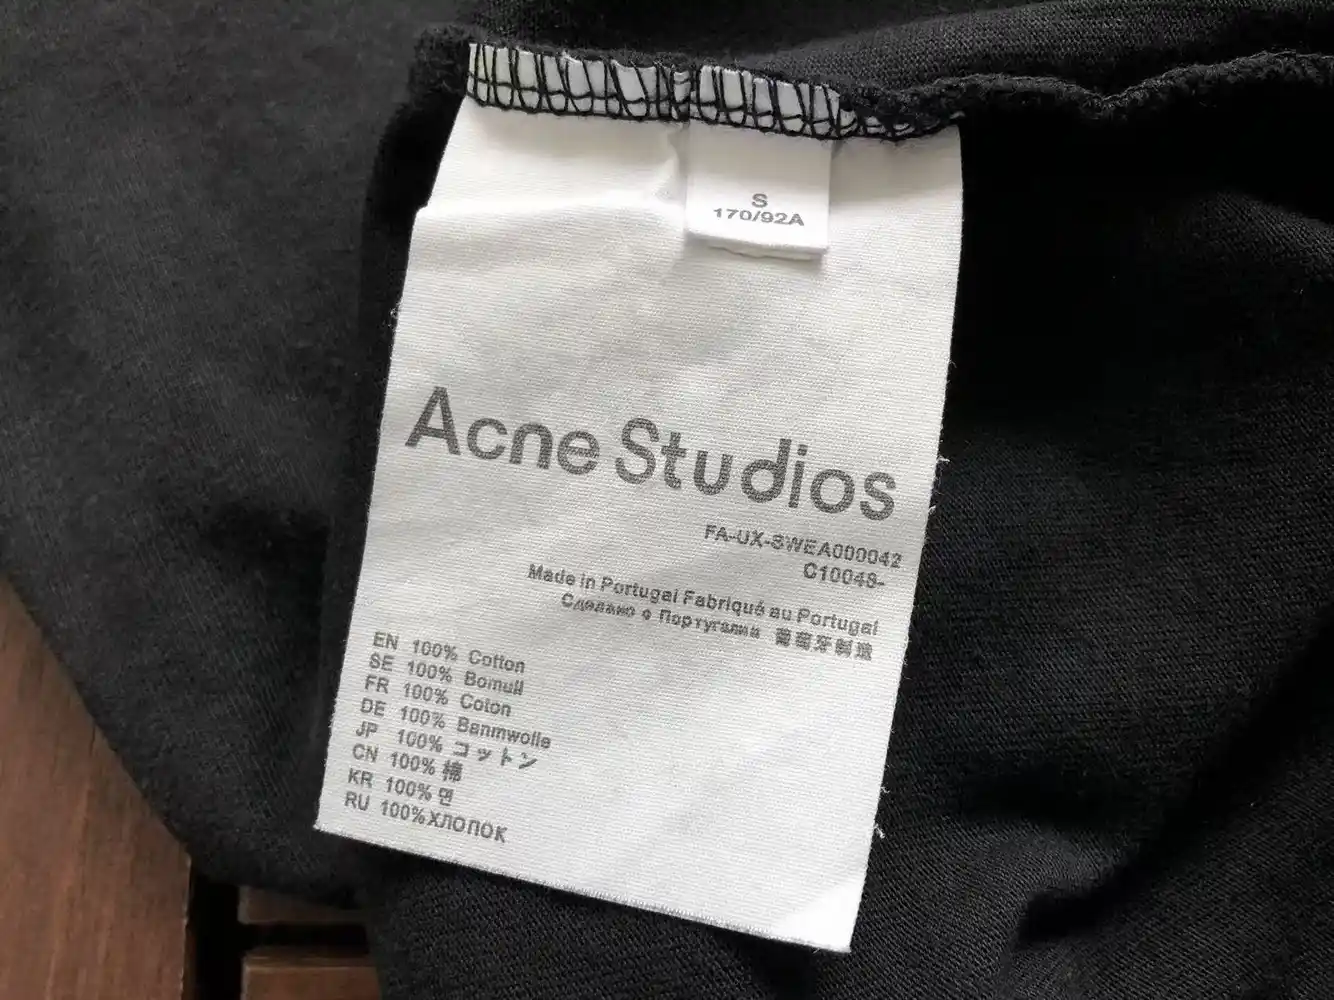 S
170/92A
Acne Studios
FA-UX-SWEA000042
C10048-
Made in Portugal Fabriqué au Portugal
Сделано в Португалии 葡萄牙制造
EN 100% Cotton
SE 100% Bomull
FR 100% Coton
DE 100% Banmwolle
JP 100% コットン
CN 100% 棉
KR 100% 면
RU 100% ХЛОПОК